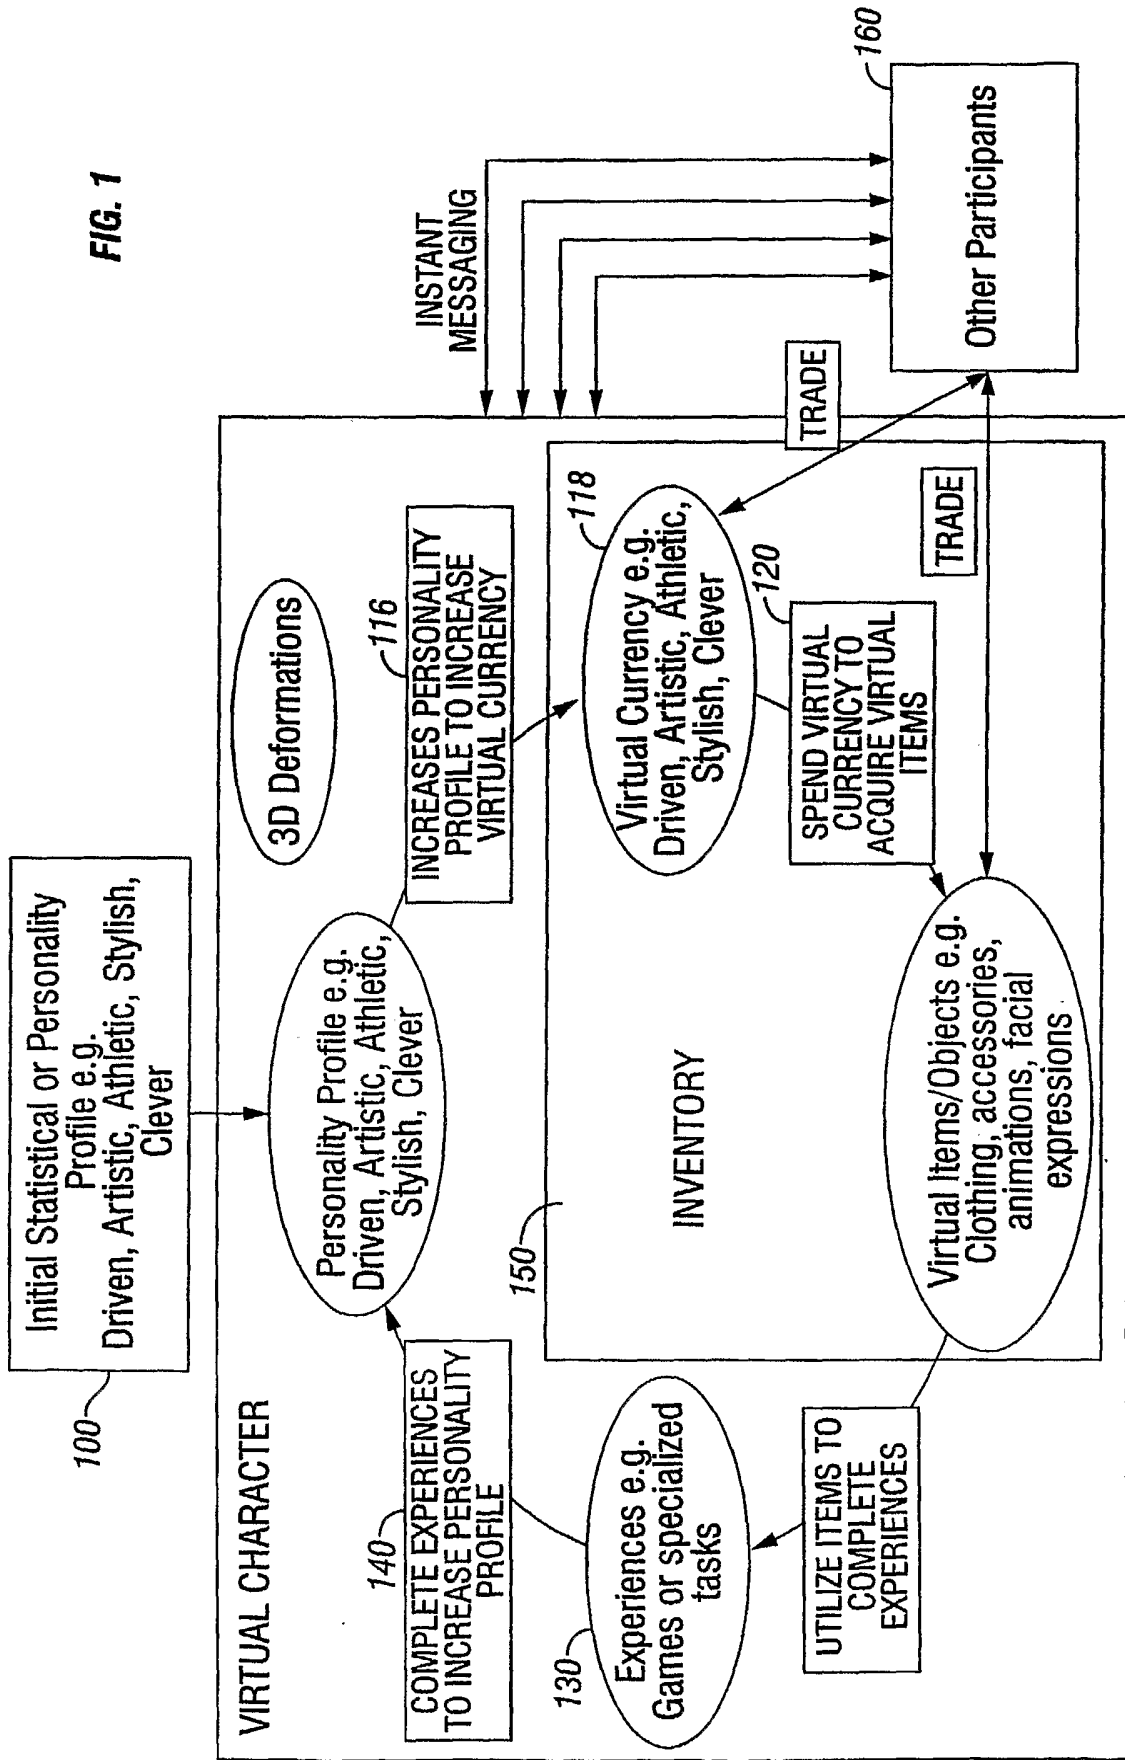 FIG. 1
100
Initial Statistical or Personality
Profile e.g.
Driven, Artistic, Athletic, Stylish,
Clever
VIRTUAL CHARACTER
3D Deformations
Personality Profile e.g.
Driven, Artistic, Athletic,
Stylish, Clever
140
COMPLETE EXPERIENCES
TO INCREASE PERSONALITY
PROFILE
116
INCREASES PERSONALITY
PROFILE TO INCREASE
VIRTUAL CURRENCY
INSTANT
MESSAGING
150
INVENTORY
118
Virtual Currency e.g.
Driven, Artistic, Athletic,
Stylish, Clever
TRADE
130
Experiences e.g.
Games or specialized
tasks
120
SPEND VIRTUAL
CURRENCY TO
ACQUIRE VIRTUAL
ITEMS
TRADE
160
Other Participants
UTILIZE ITEMS TO
COMPLETE
EXPERIENCES
Virtual Items/Objects e.g.
Clothing, accessories,
animations, facial
expressions